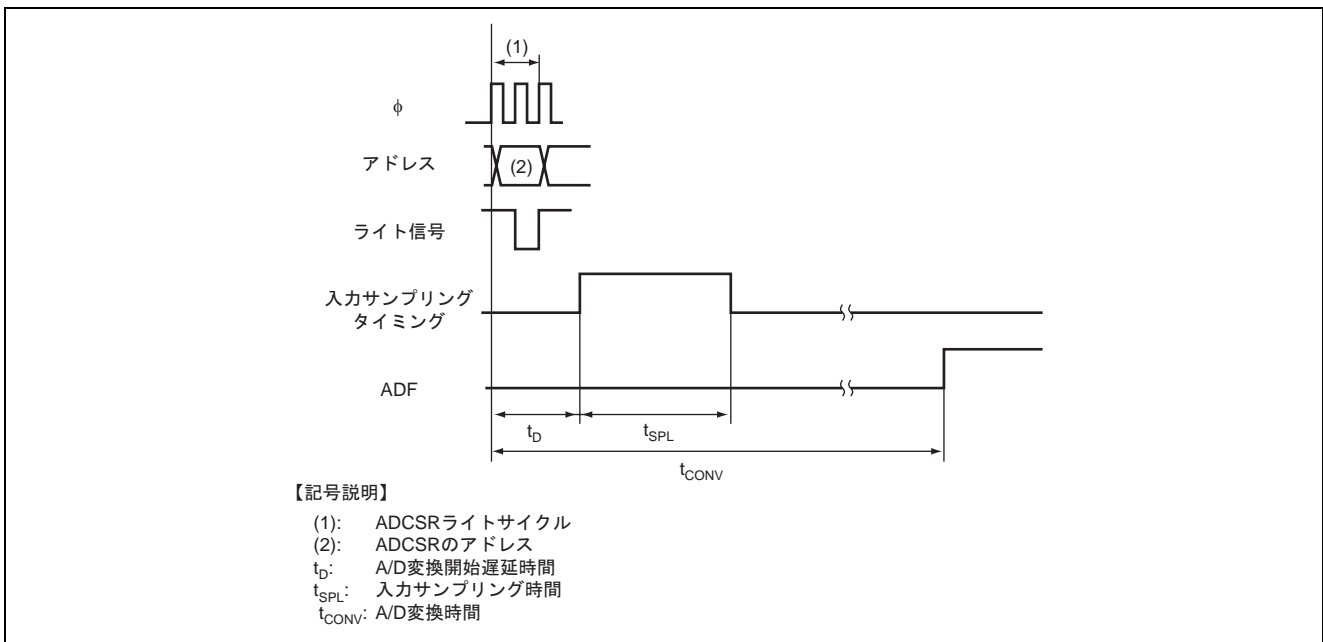 (1)
φ
アドレス
(2)
ライト信号
入力サンプリング
タイミング
ADF
tD
tSPL
tCONV
【記号説明】
(1): ADCSRライトサイクル
(2): ADCSRのアドレス
tD: A/D変換開始遅延時間
tSPL: 入力サンプリング時間
tCONV: A/D変換時間